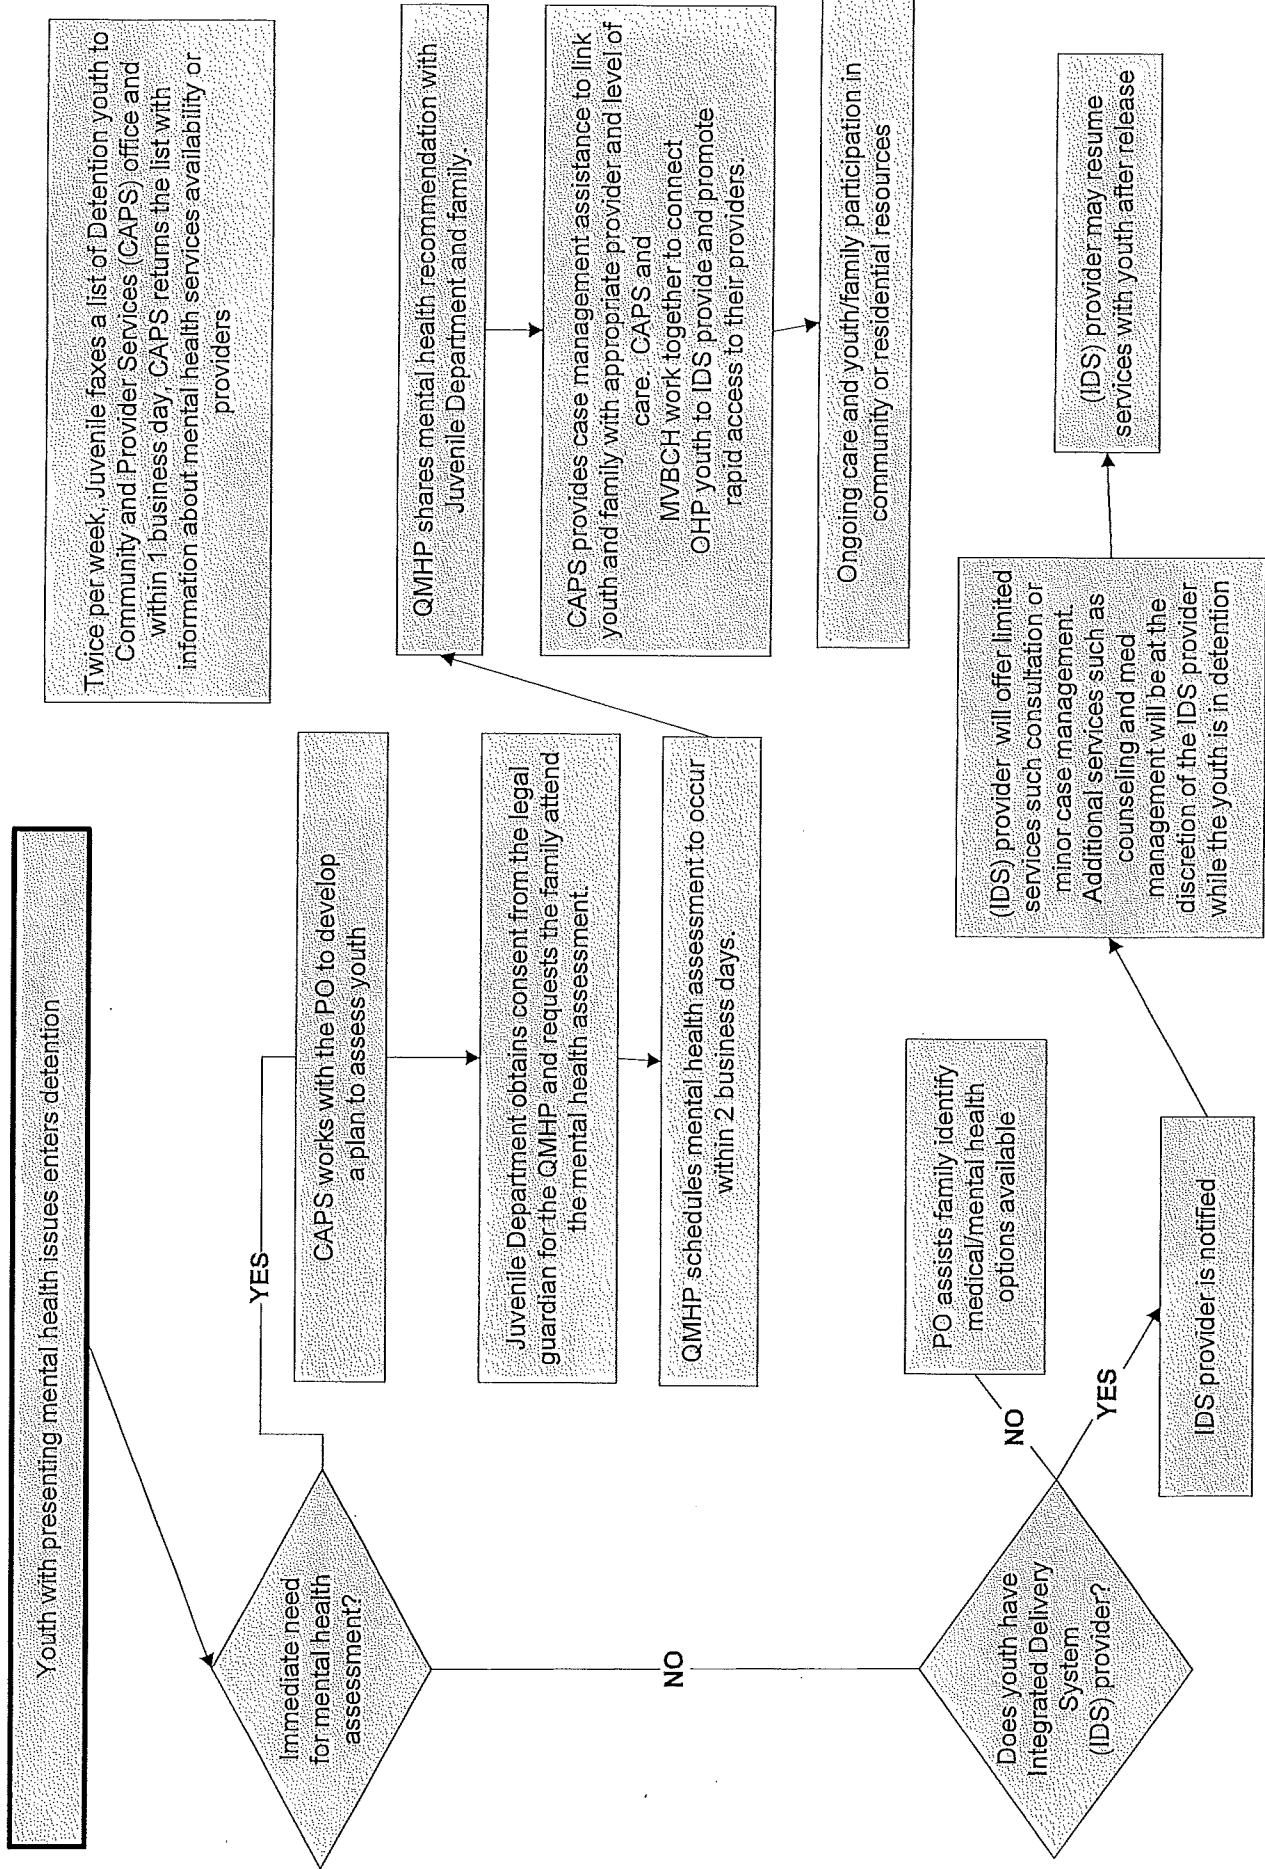 Youth with presenting mental health issues enters detention
Twice per week, Juvenile faxes a list of Detention youth to
Community and Provider Services (CAPS) office and
within 1 business day, CAPS returns the list with
information about mental health services availability or
providers
Immediate need
for mental health
assessment?
YES
CAPS works with the PO to develop
a plan to assess youth
Juvenile Department obtains consent from the legal
guardian for the QMHP and requests the family attend
the mental health assessment.
QMHP schedules mental health assessment to occur
within 2 business days.
QMHP shares mental health recommendation with
Juvenile Department and family.
CAPS provides case management assistance to link
youth and family with appropriate provider and level of
care. CAPS and
MVBCH work together to connect
OHP youth to IDS provide and promote
rapid access to their providers.
Ongoing care and youth/family participation in
community or residential resources
NO
Does youth have
Integrated Delivery
System
(IDS) provider?
NO
PO assists family identify
medical/mental health
options available
YES
IDS provider is notified.
(IDS) provider will offer limited
services such consultation or
minor case management.
Additional services such as
counseling and med
management will be at the
discretion of the IDS provider
while the youth is in detention
(IDS) provider may resume
services with youth after release